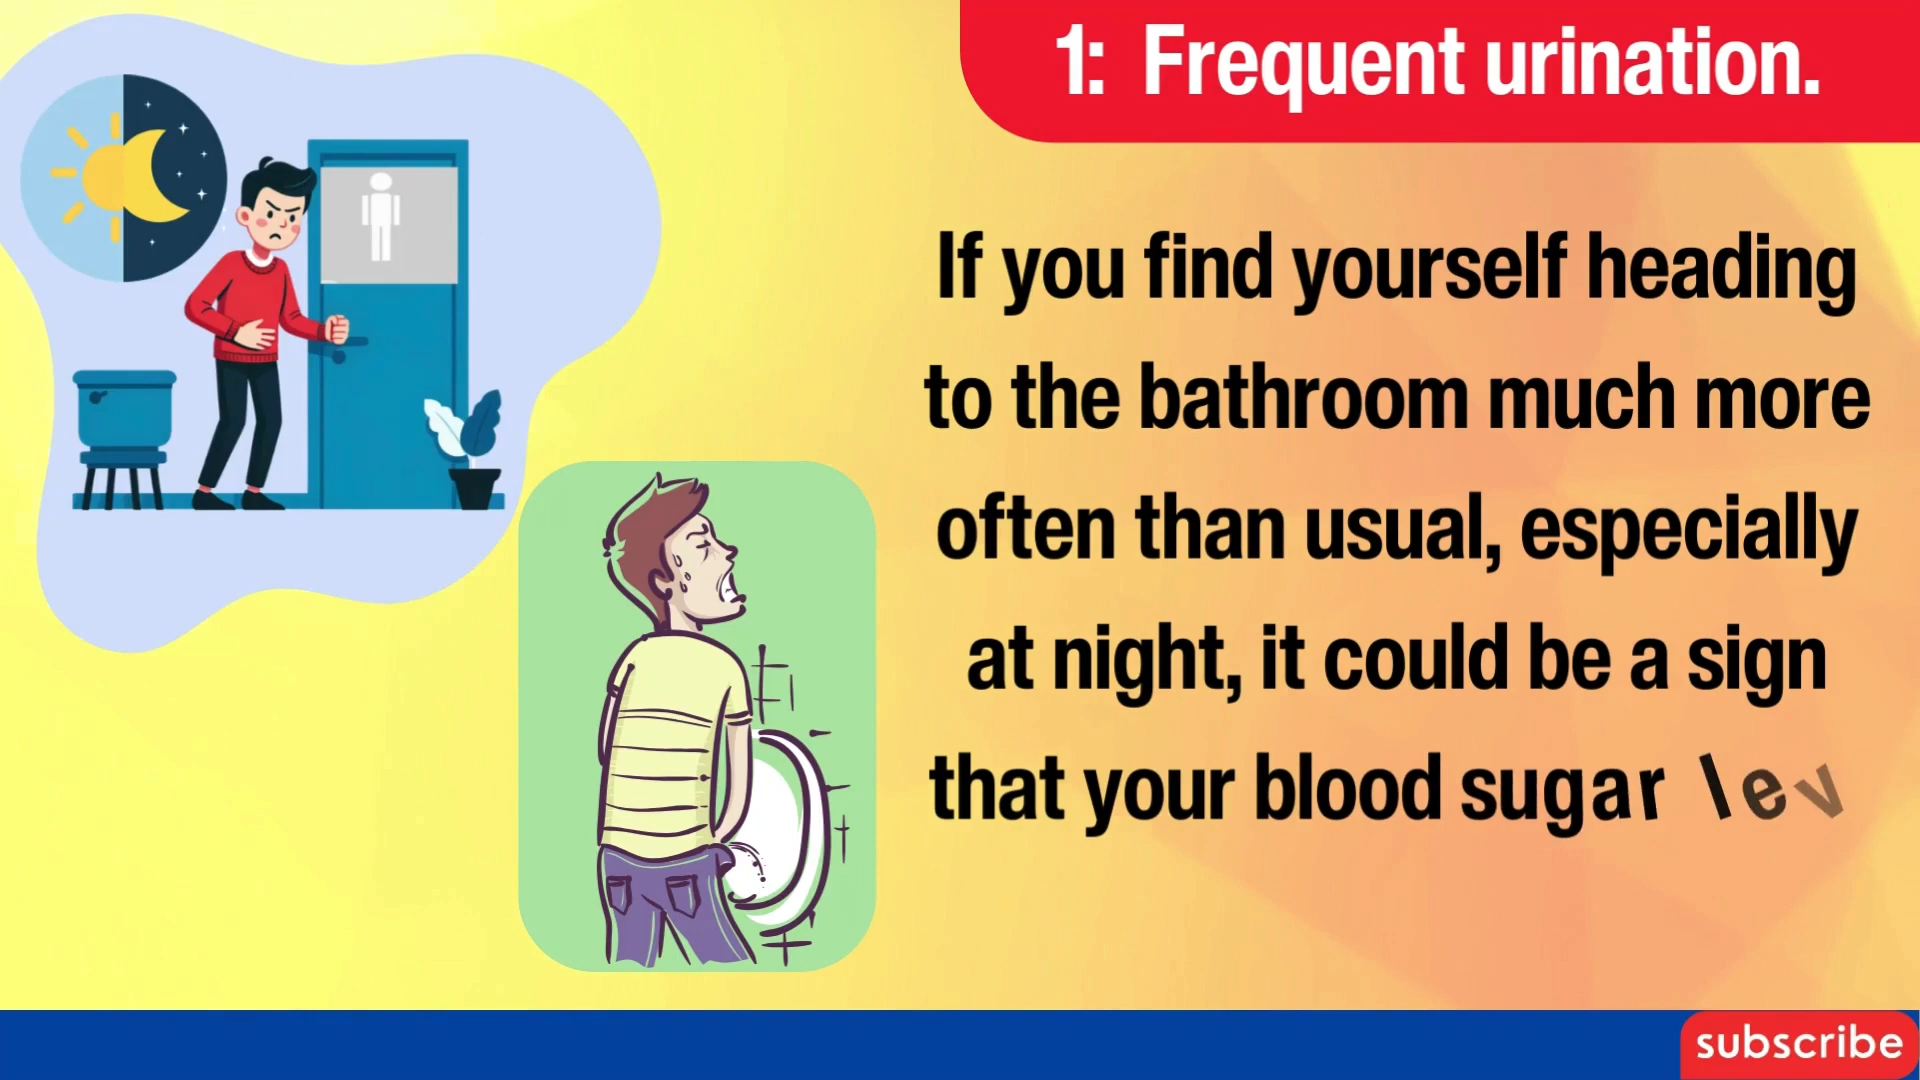 1: Frequent urination.
If you find yourself heading
to the bathroom much more
often than usual, especially
at night, it could be a sign
that your blood sugar lev
subscribe